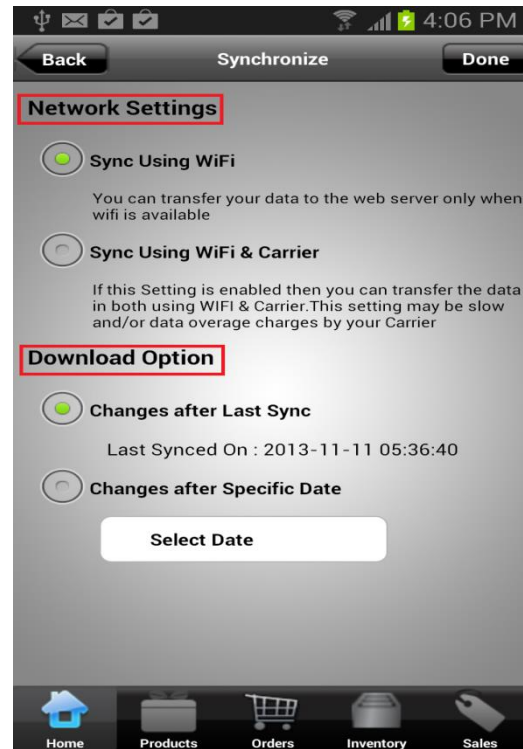 4:06 PM
Back Synchronize Done
Network Settings
Sync Using WiFi
You can transfer your data to the web server only when
wifi is available
Sync Using WiFi & Carrier
If this Setting is enabled then you can transfer the data
in both using WIFI & Carrier.This setting may be slow
and/or data overage charges by your Carrier
Download Option
Changes after Last Sync
Last Synced On : 2013-11-11 05:36:40
Changes after Specific Date
Select Date
Home Products Orders Inventory Sales